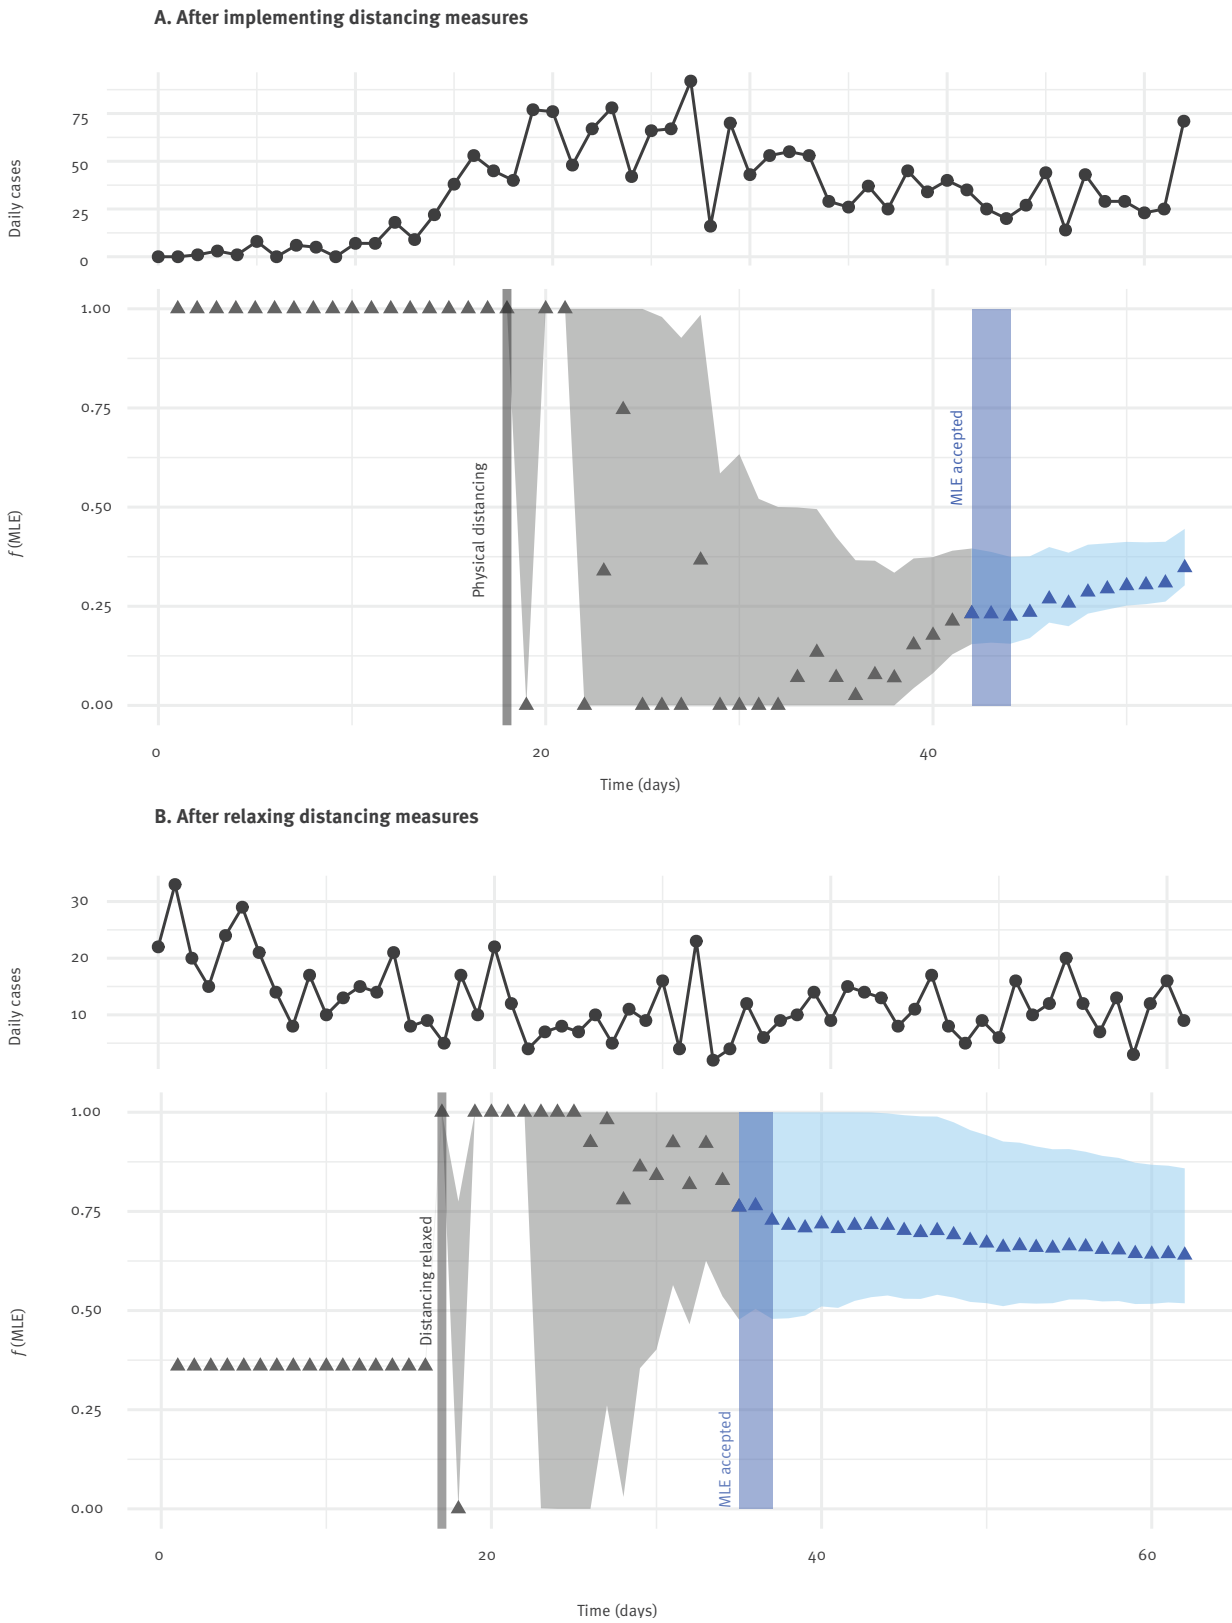 A. After implementing distancing measures
Daily cases
75
50
25
0
f (MLE)
1.00
0.75
0.50
0.25
0.00
Physical distancing
MLE accepted
0
20
40
Time (days)
B. After relaxing distancing measures
Daily cases
30
20
10
f (MLE)
1.00
0.75
0.50
0.25
0.00
Distancing relaxed
MLE accepted
0
20
40
60
Time (days)